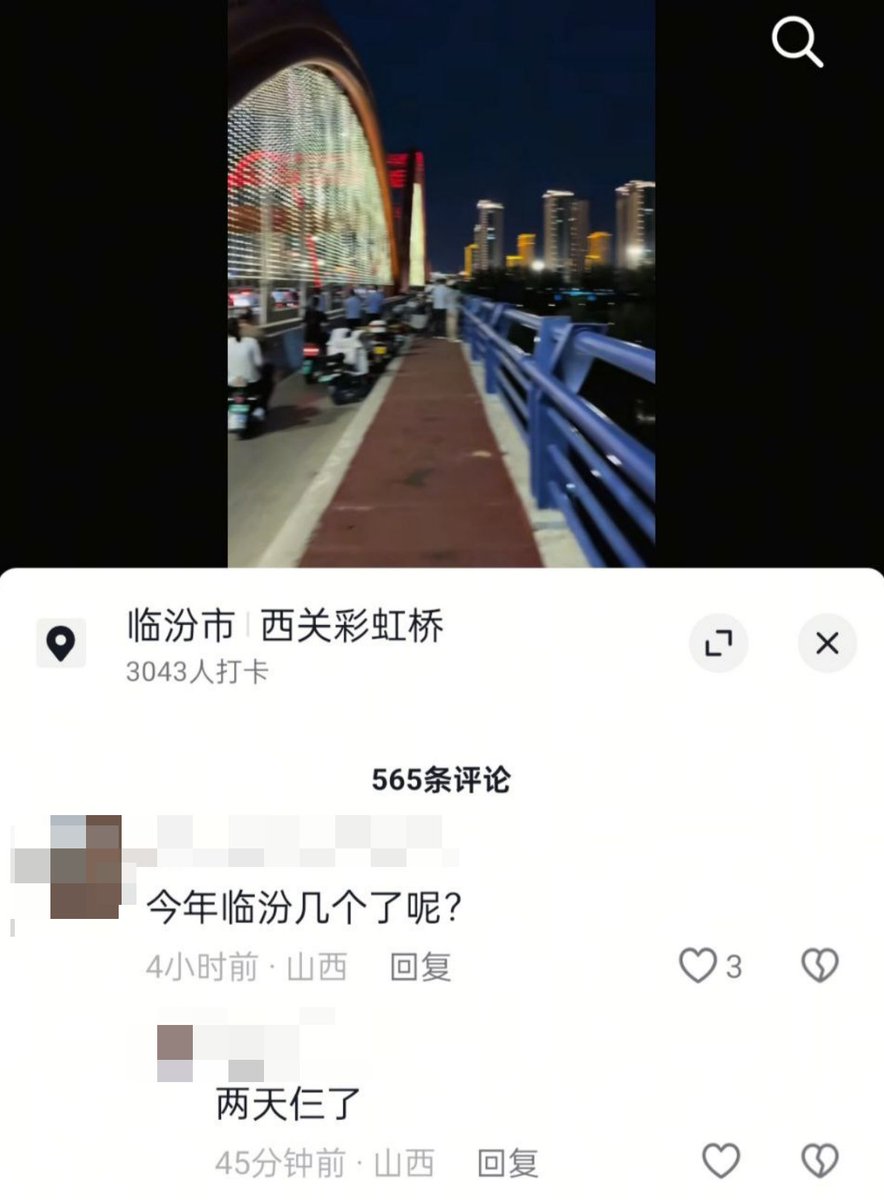 临汾市 | 西关彩虹桥
3043人打卡
565条评论
今年临汾几个了呢?
4小时前 · 山西 回复
3
两天仨了
45分钟前 · 山西 回复